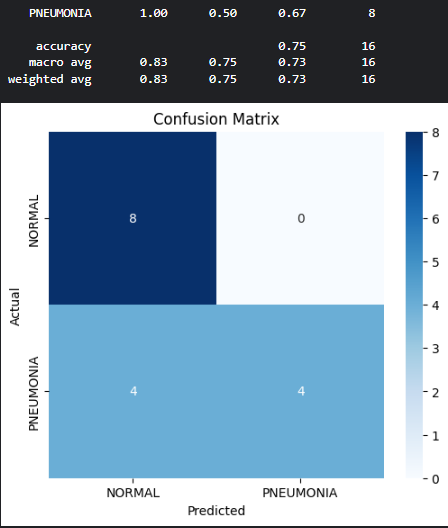 PNEUMONIA 1.00 0.50 0.67 8
accuracy 0.75 16
macro avg 0.83 0.75 0.73 16
weighted avg 0.83 0.75 0.73 16
Confusion Matrix
8
7
6
5
4
3
2
1
0
Actual
NORMAL
PNEUMONIA
8 0
4 4
NORMAL PNEUMONIA
Predicted